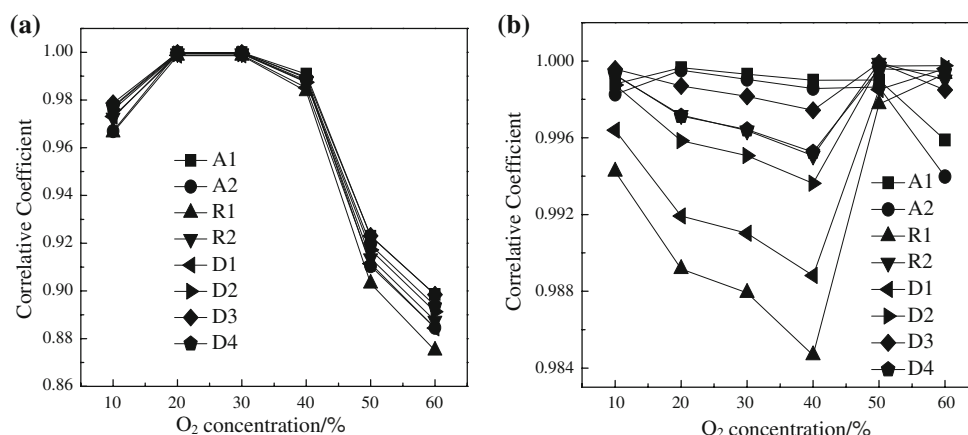 (a)
Correlative Coefficient
1.00
0.98
0.96
0.94
0.92
0.90
0.88
0.86
A1
A2
R1
R2
D1
D2
D3
D4
10 20 30 40 50 60
O₂ concentration/%
(b)
Correlative Coefficient
1.000
0.996
0.992
0.988
0.984
A1
A2
R1
R2
D1
D2
D3
D4
10 20 30 40 50 60
O₂ concentration/%